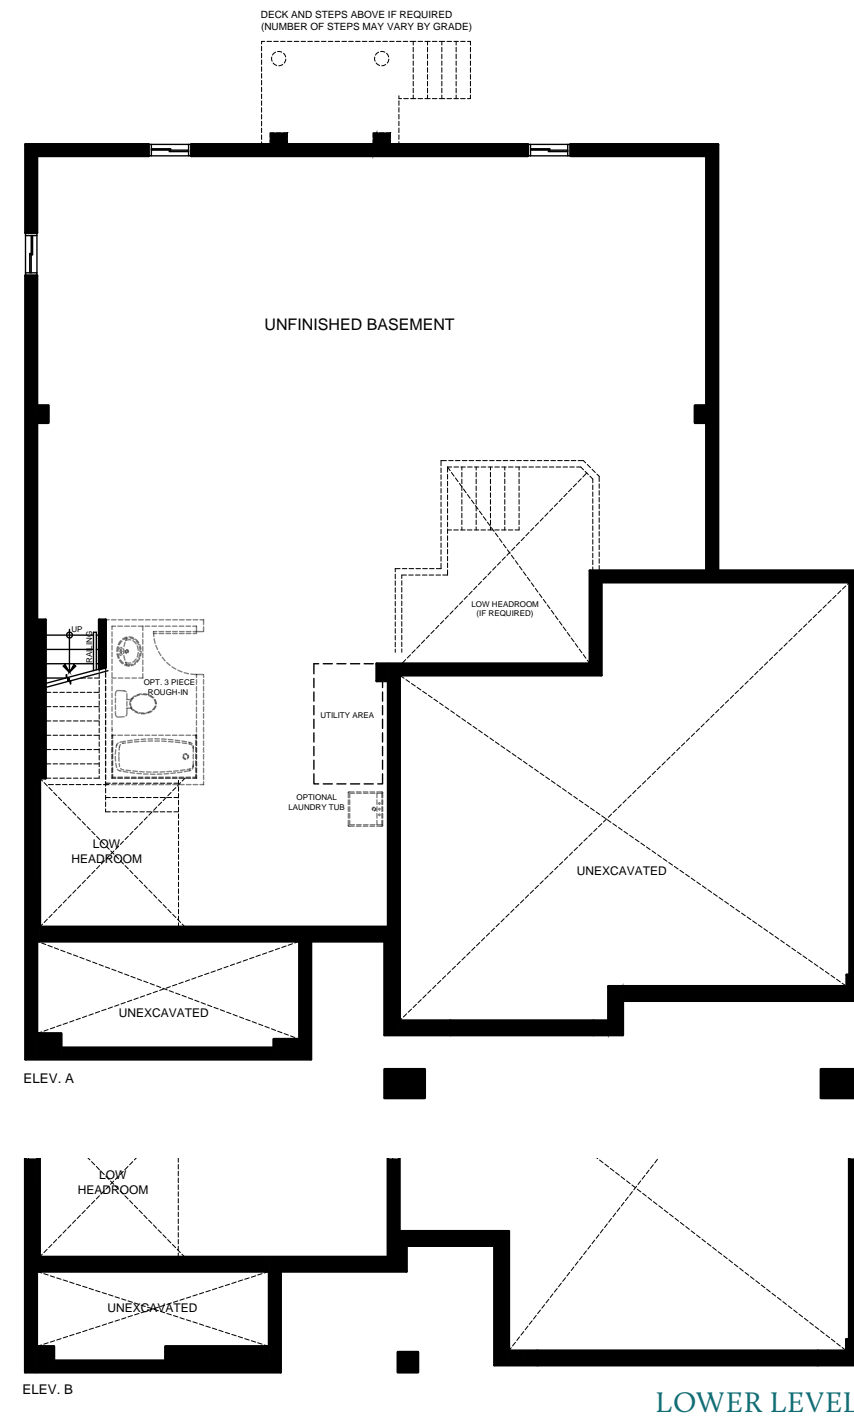 DECK AND STEPS ABOVE IF REQUIRED
(NUMBER OF STEPS MAY VARY BY GRADE)
UNFINISHED BASEMENT
LOW HEADROOM
(IF REQUIRED)
UP
RAILING
OPT. 3 PIECE
ROUGH-IN
UTILITY AREA
OPTIONAL
LAUNDRY TUB
LOW
HEADROOM
UNEXCAVATED
UNEXCAVATED
ELEV. A
LOW
HEADROOM
UNEXCAVATED
ELEV. B
LOWER LEVEL